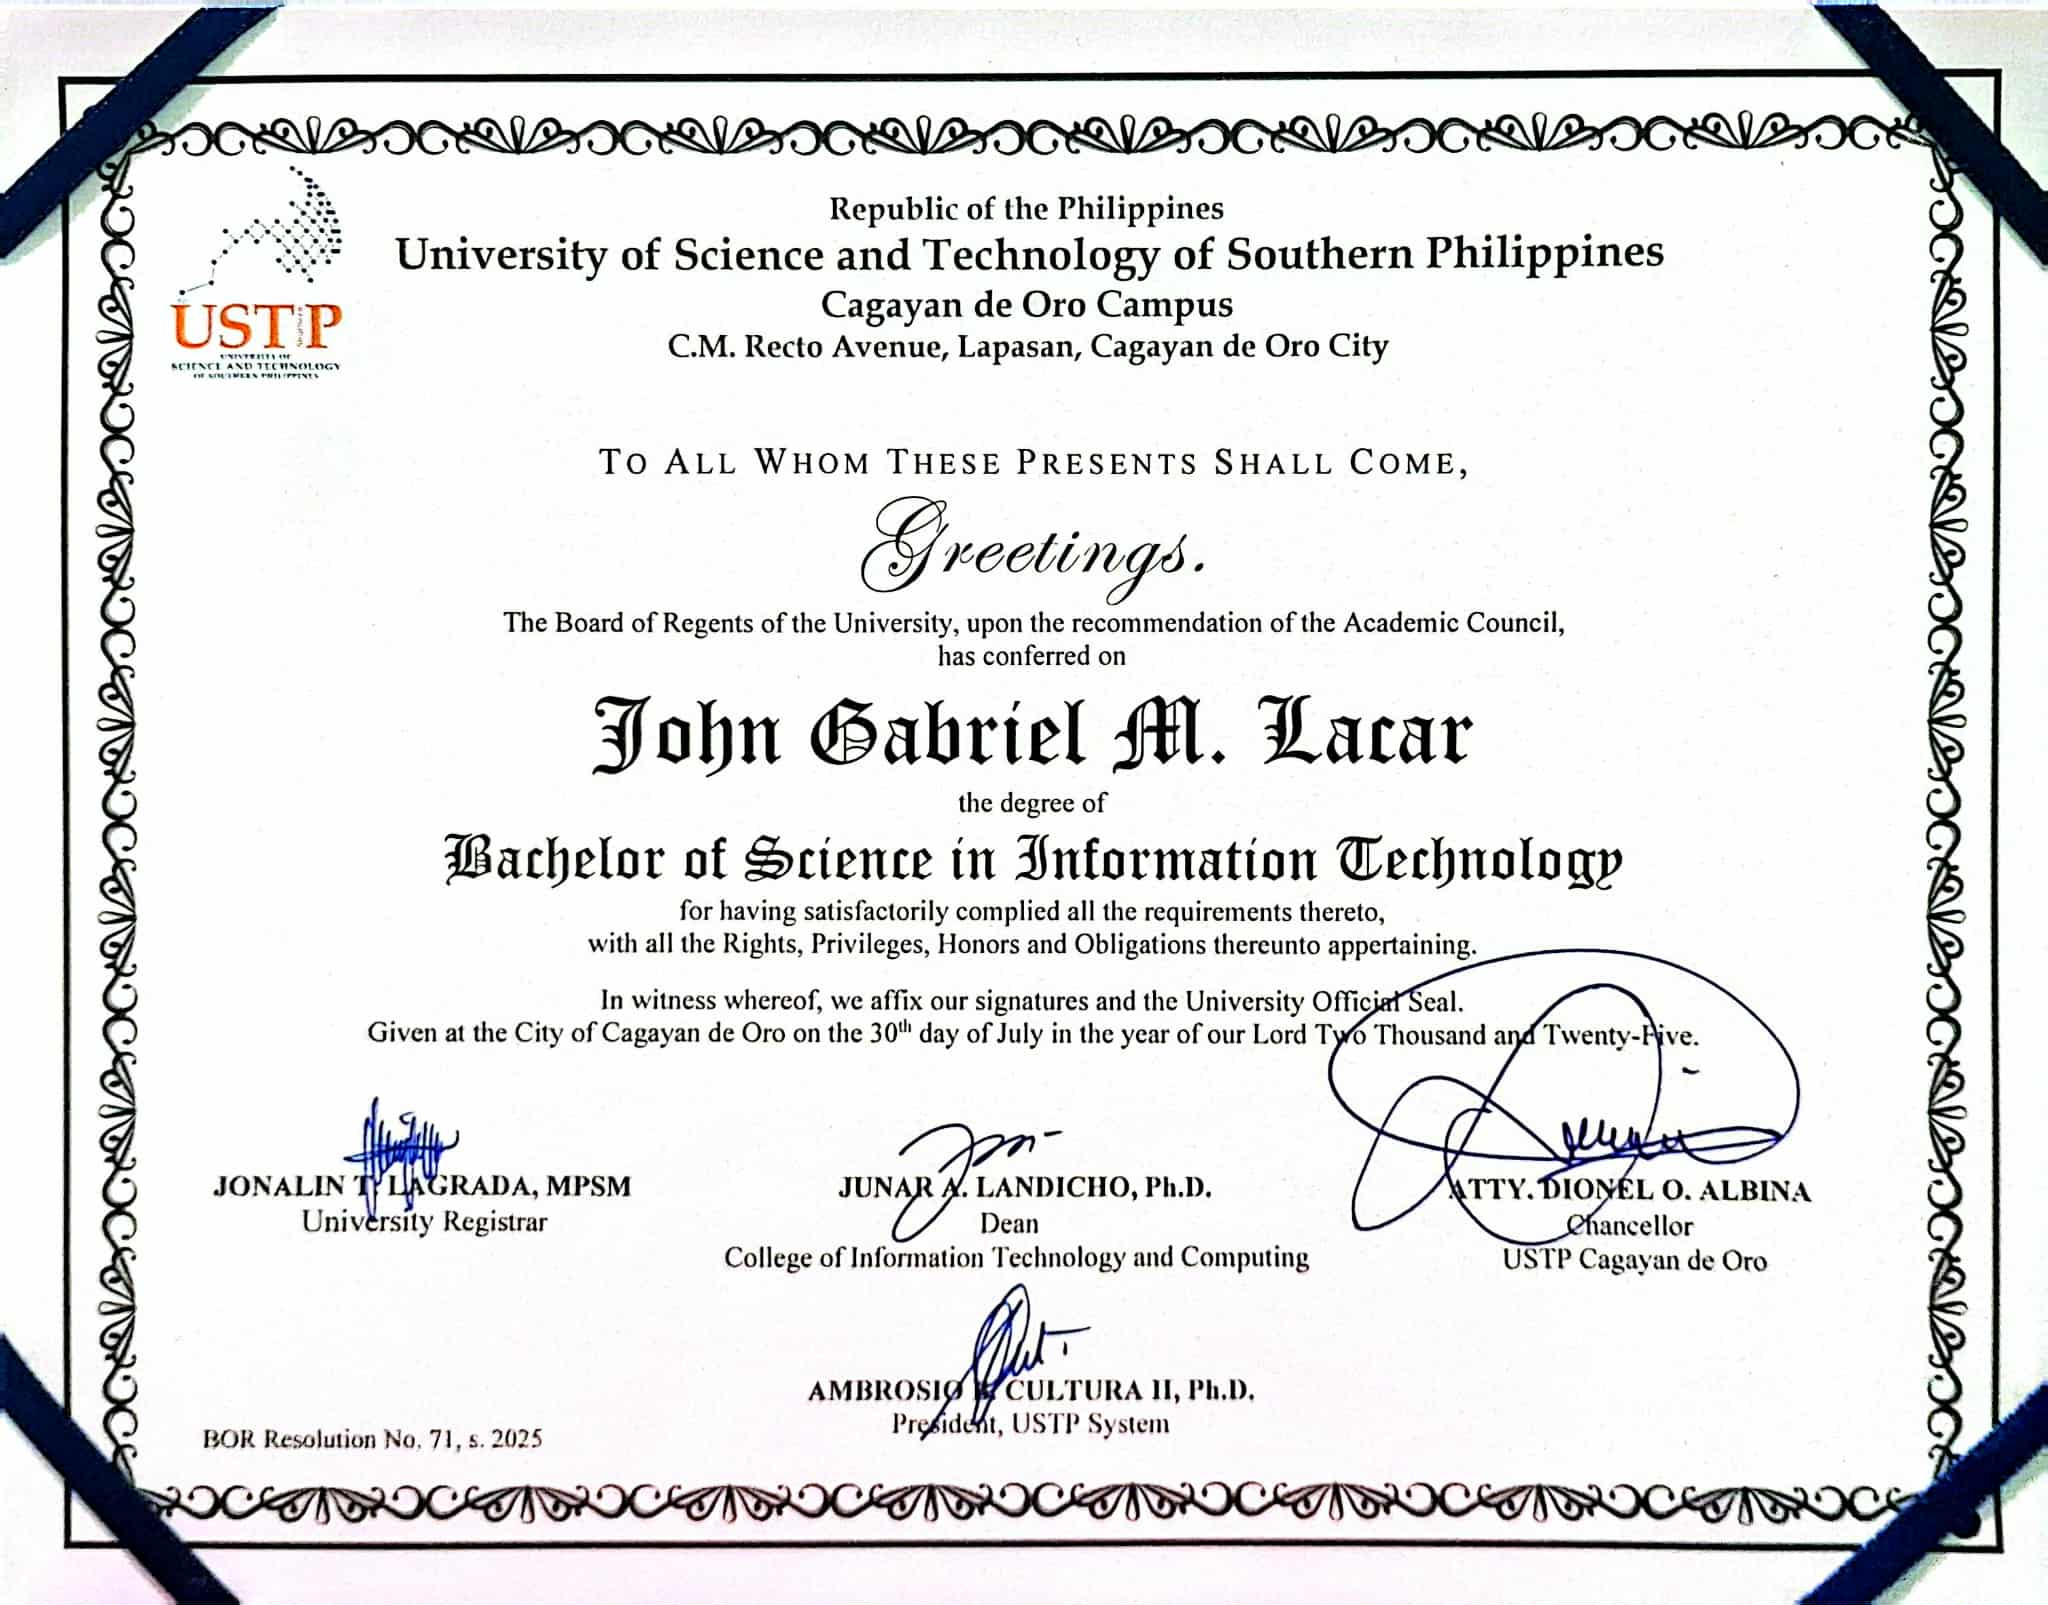 Republic of the Philippines
University of Science and Technology of Southern Philippines
Cagayan de Oro Campus
C.M. Recto Avenue, Lapasan, Cagayan de Oro City
USTP
UNIVERSITY OF
SCIENCE AND TECHNOLOGY
OF SOUTHERN PHILIPPINES
TO ALL WHOM THESE PRESENTS SHALL COME,
Greetings.
The Board of Regents of the University, upon the recommendation of the Academic Council,
has conferred on
John Gabriel M. Lacar
the degree of
Bachelor of Science in Information Technology
for having satisfactorily complied all the requirements thereto,
with all the Rights, Privileges, Honors and Obligations thereunto appertaining.
In witness whereof, we affix our signatures and the University Official Seal.
Given at the City of Cagayan de Oro on the 30th day of July in the year of our Lord Two Thousand and Twenty-Five.
JONALIN T. LAGRADA, MPSM
University Registrar
JUNAR A. LANDICHO, Ph.D.
Dean
College of Information Technology and Computing
ATTY. DIONEL O. ALBINA
Chancellor
USTP Cagayan de Oro
AMBROSIO CULTURA II, Ph.D.
President, USTP System
BOR Resolution No. 71, s. 2025